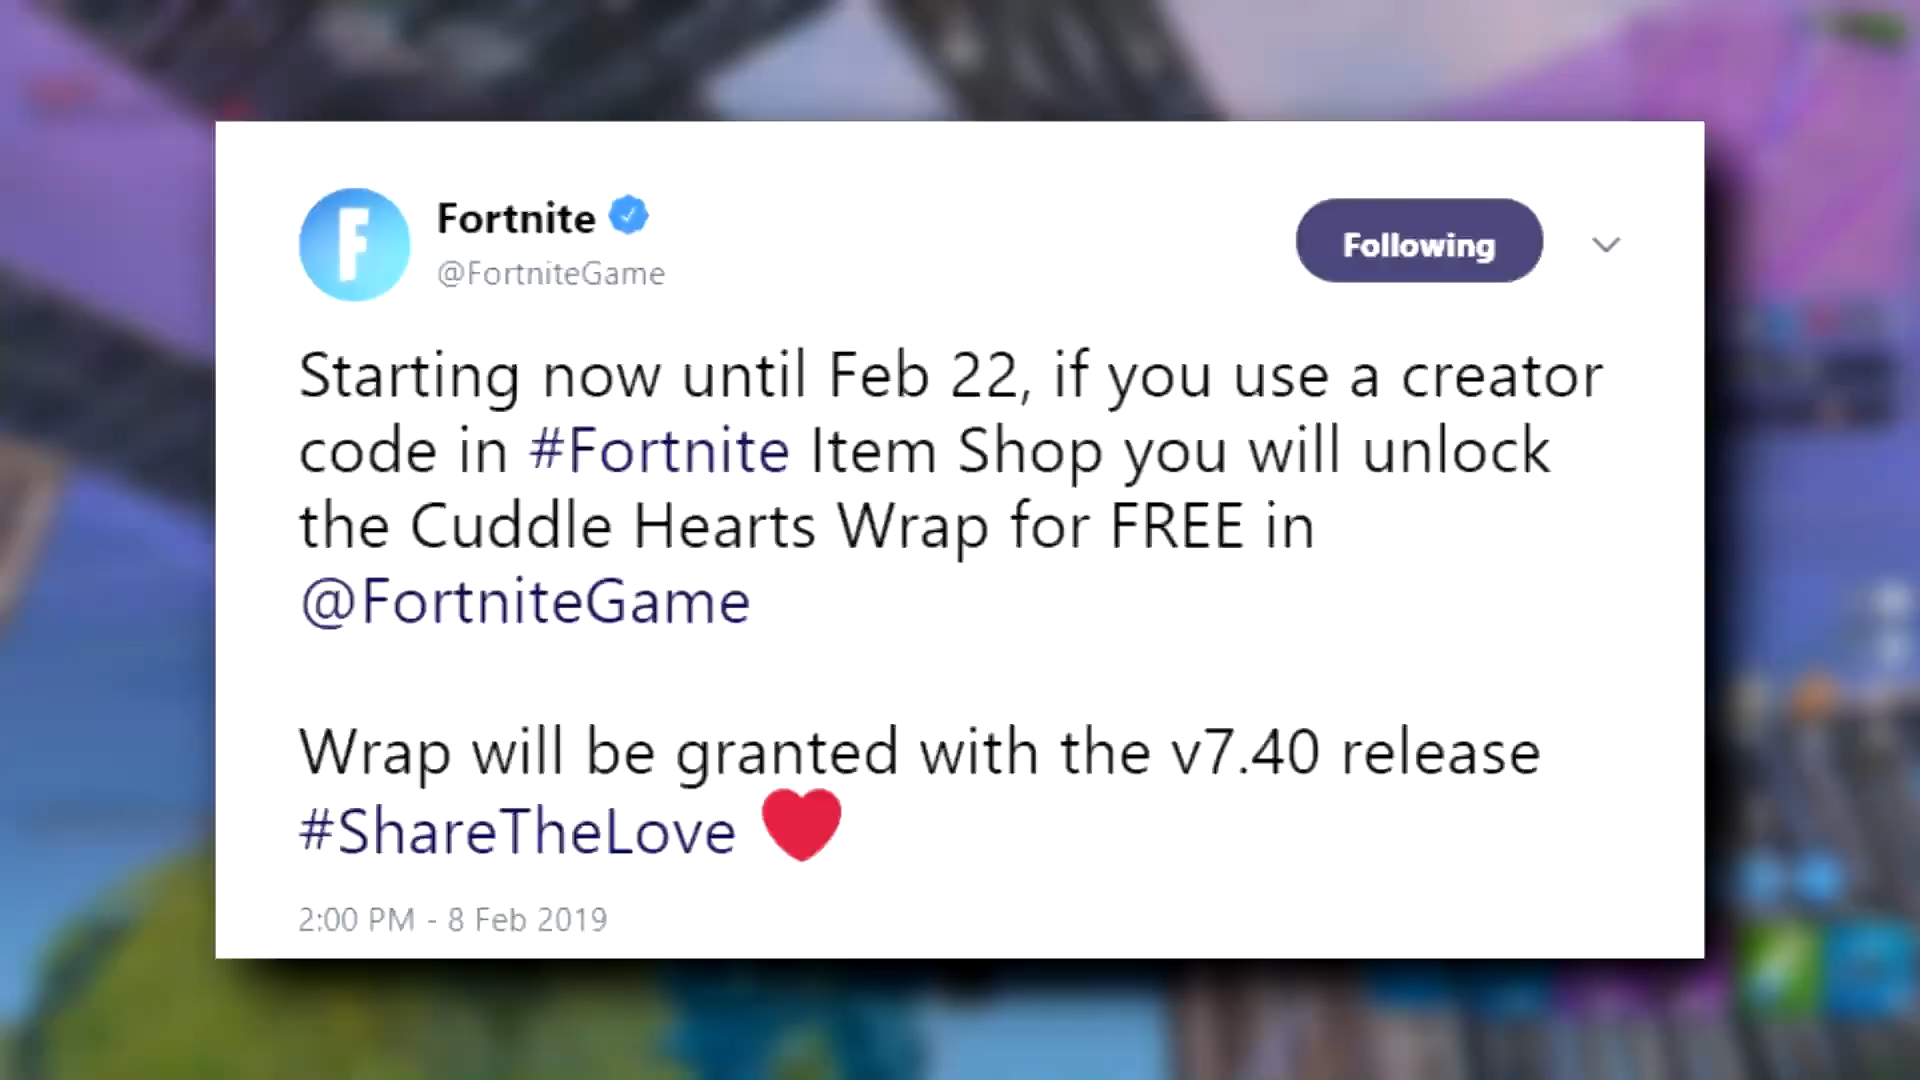 F
Fortnite
@FortniteGame
Following
Starting now until Feb 22, if you use a creator
code in #Fortnite Item Shop you will unlock
the Cuddle Hearts Wrap for FREE in
@FortniteGame
Wrap will be granted with the v7.40 release
#ShareTheLove ❤️
2:00 PM - 8 Feb 2019